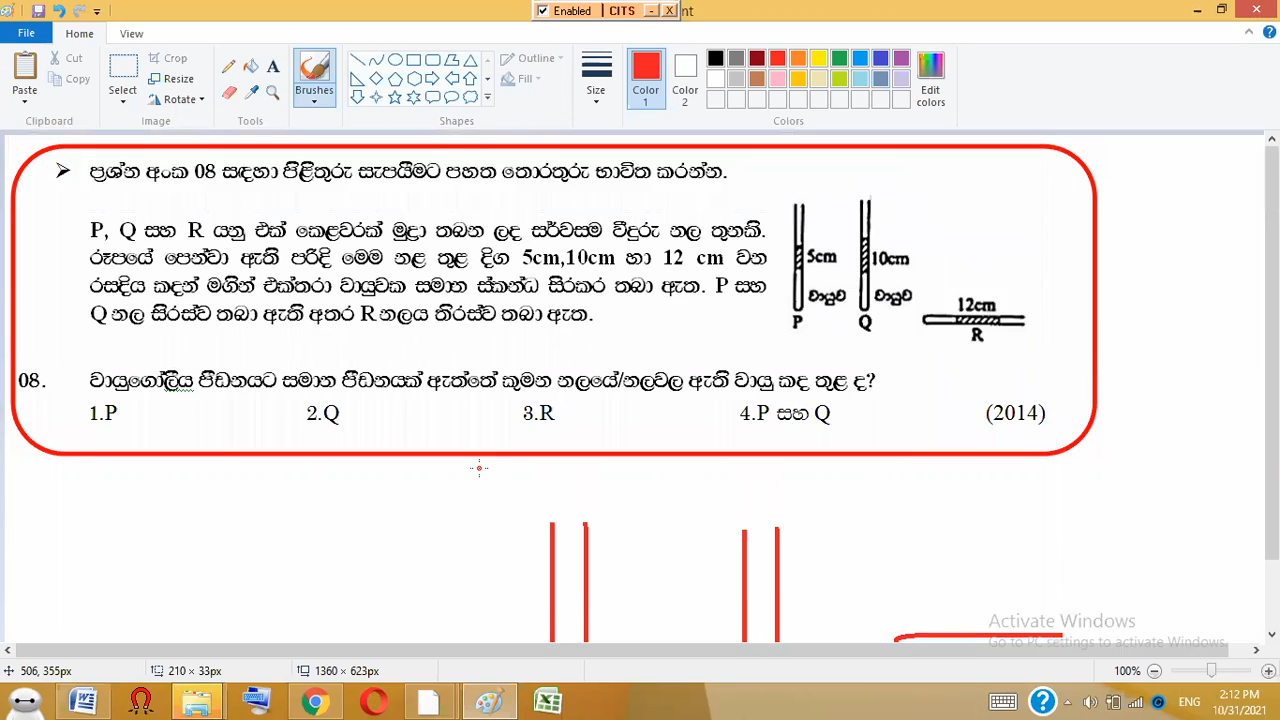 Enabled | CITS
nt
File Home View
Paste
Cut
Copy
Clipboard
Select
Crop
Resize
Rotate
Image
Tools
Brushes
Shapes
Outline
Fill
Size
Color 1
Color 2
Edit colors
Colors
➤ ප්‍රශ්න අංක 08 සඳහා පිළිතුරු සැපයීමට පහත තොරතුරු භාවිත කරන්න.
P, Q සහ R යනු එක් කෙළවරක් මුද්‍රා තබන ලද සර්වසම වීදුරු නල තුනකි.
රූපයේ පෙන්වා ඇති පරිදි මෙම නළ තුළ දිග 5cm,10cm හා 12 cm වන
රසදිය කඳන් මගින් එක්තරා වායුවක සමාන ස්කන්ධ සිරකර තබා ඇත. P සහ
Q නල සිරස්ව තබා ඇති අතර R නලය තිරස්ව තබා ඇත.
5cm
10cm
වායුව
වායුව
P
Q
12cm
R
08. වායුගෝලීය පීඩනයට සමාන පීඩනයක් ඇත්තේ කුමන නලයේ/නලවල ඇති වායු කඳ තුළ ද?
1.P 2.Q 3.R 4.P සහ Q (2014)
Activate Windows
Go to PC settings to activate Windows.
506, 355px
210 × 33px
1360 × 623px
100%
ENG
2:12 PM
10/31/2021